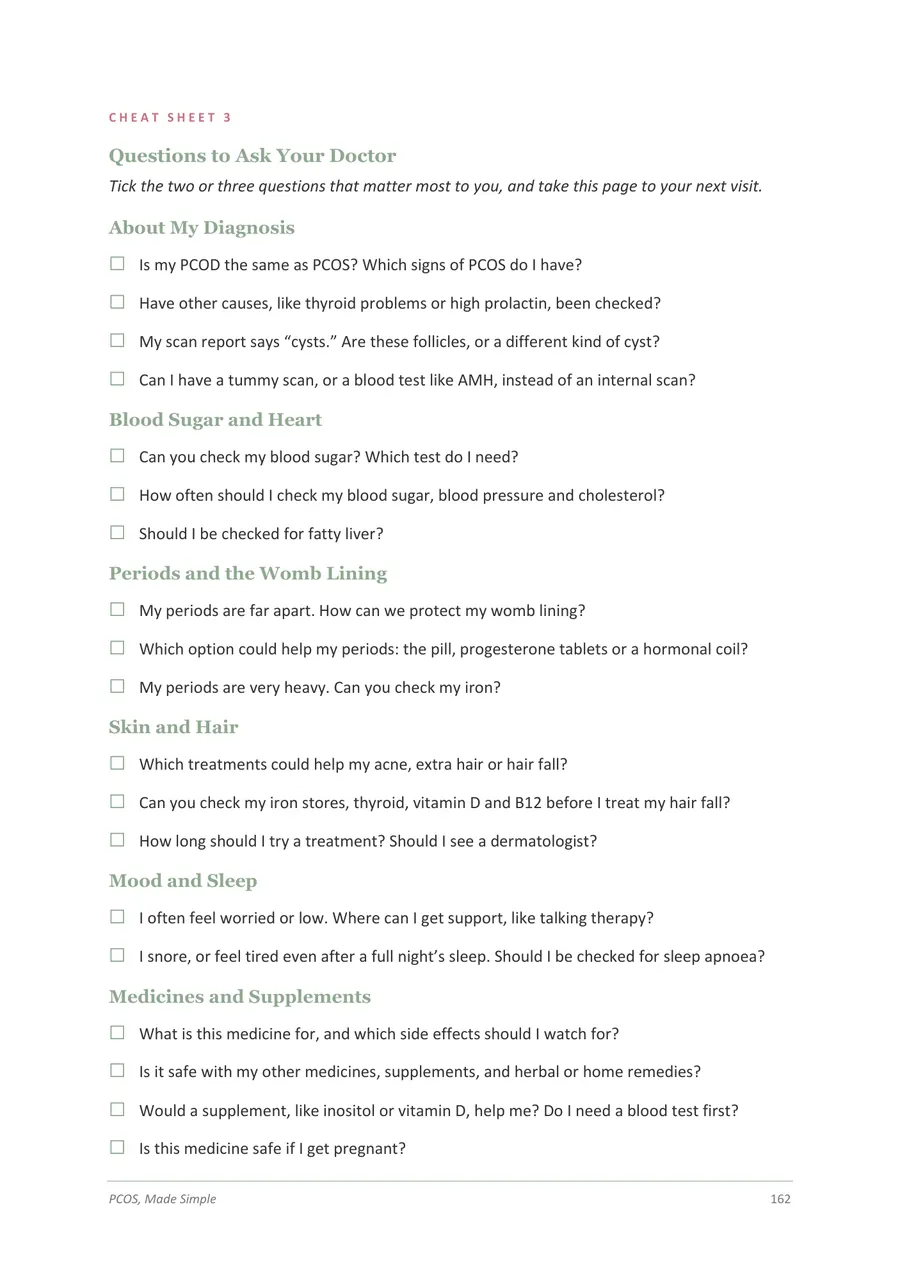 CHEAT SHEET 3
Questions to Ask Your Doctor
Tick the two or three questions that matter most to you, and take this page to your next visit.
About My Diagnosis
☐ Is my PCOD the same as PCOS? Which signs of PCOS do I have?
☐ Have other causes, like thyroid problems or high prolactin, been checked?
☐ My scan report says “cysts.” Are these follicles, or a different kind of cyst?
☐ Can I have a tummy scan, or a blood test like AMH, instead of an internal scan?
Blood Sugar and Heart
☐ Can you check my blood sugar? Which test do I need?
☐ How often should I check my blood sugar, blood pressure and cholesterol?
☐ Should I be checked for fatty liver?
Periods and the Womb Lining
☐ My periods are far apart. How can we protect my womb lining?
☐ Which option could help my periods: the pill, progesterone tablets or a hormonal coil?
☐ My periods are very heavy. Can you check my iron?
Skin and Hair
☐ Which treatments could help my acne, extra hair or hair fall?
☐ Can you check my iron stores, thyroid, vitamin D and B12 before I treat my hair fall?
☐ How long should I try a treatment? Should I see a dermatologist?
Mood and Sleep
☐ I often feel worried or low. Where can I get support, like talking therapy?
☐ I snore, or feel tired even after a full night’s sleep. Should I be checked for sleep apnoea?
Medicines and Supplements
☐ What is this medicine for, and which side effects should I watch for?
☐ Is it safe with my other medicines, supplements, and herbal or home remedies?
☐ Would a supplement, like inositol or vitamin D, help me? Do I need a blood test first?
☐ Is this medicine safe if I get pregnant?
PCOS, Made Simple 162